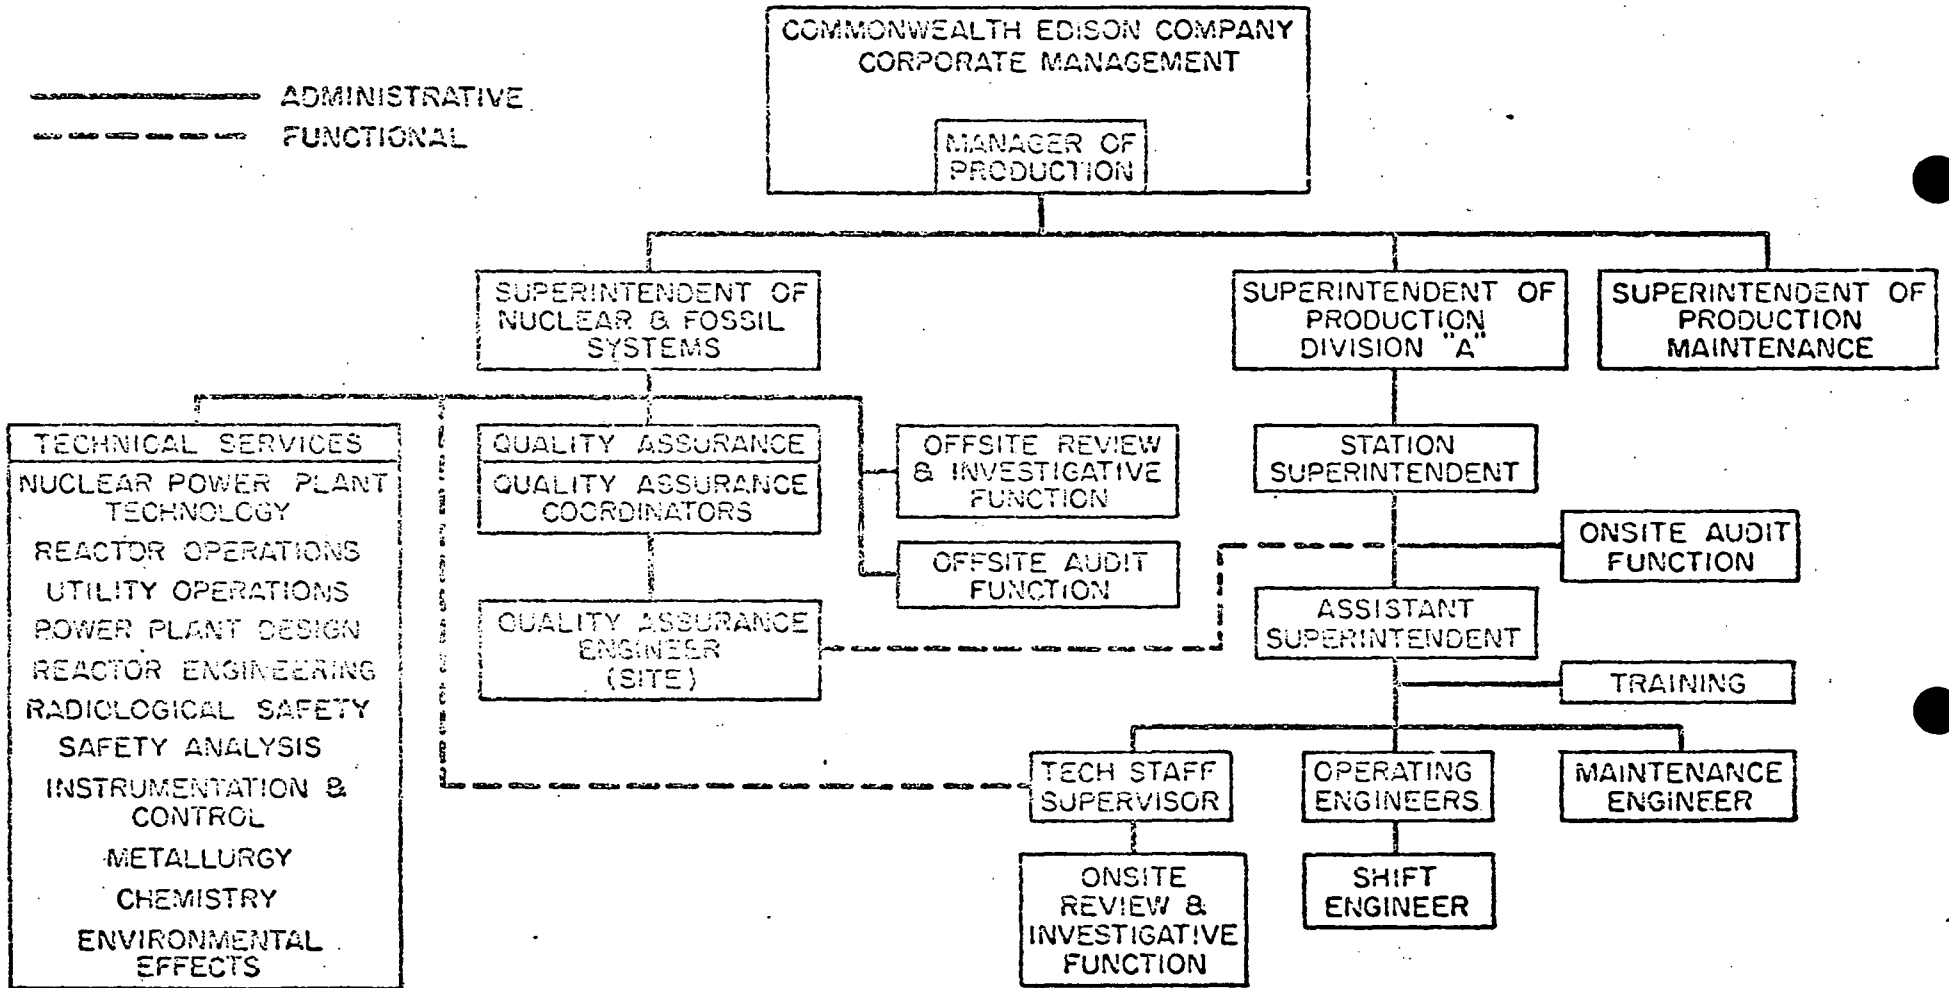 COMMONWEALTH EDISON COMPANY
CORPORATE MANAGEMENT
ADMINISTRATIVE
FUNCTIONAL
MANAGER OF
PRODUCTION
SUPERINTENDENT OF
NUCLEAR & FOSSIL
SYSTEMS
SUPERINTENDENT OF
PRODUCTION
DIVISION "A"
SUPERINTENDENT OF
PRODUCTION
MAINTENANCE
TECHNICAL SERVICES
NUCLEAR POWER PLANT
TECHNOLOGY
REACTOR OPERATIONS
UTILITY OPERATIONS
POWER PLANT DESIGN
REACTOR ENGINEERING
RADIOLOGICAL SAFETY
SAFETY ANALYSIS
INSTRUMENTATION &
CONTROL
METALLURGY
CHEMISTRY
ENVIRONMENTAL
EFFECTS
QUALITY ASSURANCE
QUALITY ASSURANCE
COORDINATORS
QUALITY ASSURANCE
ENGINEER
(SITE)
OFFSITE REVIEW
& INVESTIGATIVE
FUNCTION
OFFSITE AUDIT
FUNCTION
STATION
SUPERINTENDENT
ONSITE AUDIT
FUNCTION
ASSISTANT
SUPERINTENDENT
TRAINING
TECH STAFF
SUPERVISOR
OPERATING
ENGINEERS
MAINTENANCE
ENGINEER
ONSITE
REVIEW &
INVESTIGATIVE
FUNCTION
SHIFT
ENGINEER